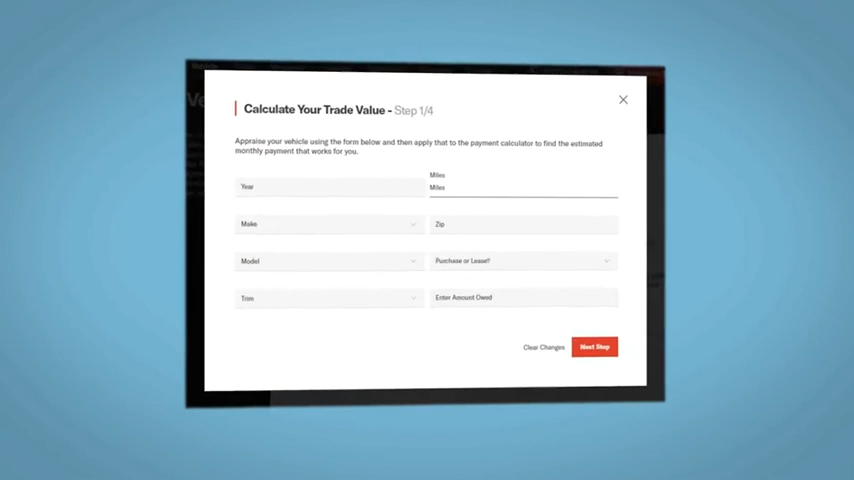 Calculate Your Trade Value - Step 1/4
Appraise your vehicle using the form below and then apply that to the payment calculator to find the estimated
monthly payment that works for you.
Miles
Year
Miles
Make
Zip
Model
Purchase or Lease?
Trim
Enter Amount Owed
Clear Changes
Next Step